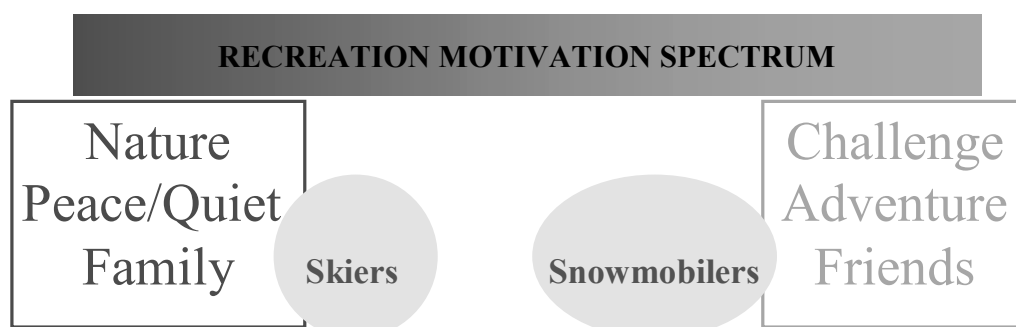 RECREATION MOTIVATION SPECTRUM
Nature
Peace/Quiet
Family
Skiers
Snowmobilers
Challenge
Adventure
Friends